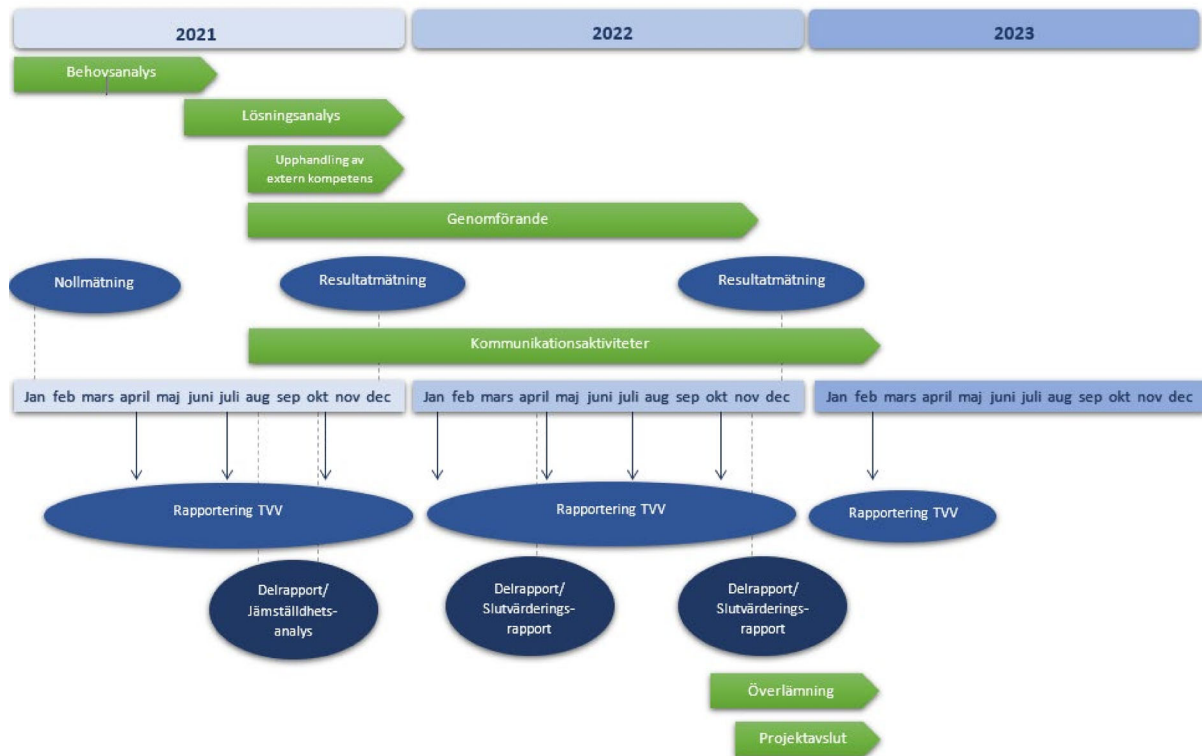 2021 2022 2023
Behovsanalys
Lösningsanalys
Upphandling av
extern kompetens
Genomförande
Nollmätning Resultatmätning Resultatmätning
Kommunikationsaktiviteter
Jan feb mars april maj juni juli aug sep okt nov dec Jan feb mars april maj juni juli aug sep okt nov dec Jan feb mars april maj juni juli aug sep okt nov dec
Rapportering TVV Rapportering TVV Rapportering TVV
Delrapport/
Jämställdhets-
analys
Delrapport/
Slutvärderings-
rapport
Delrapport/
Slutvärderings-
rapport
Överlämning
Projektavslut